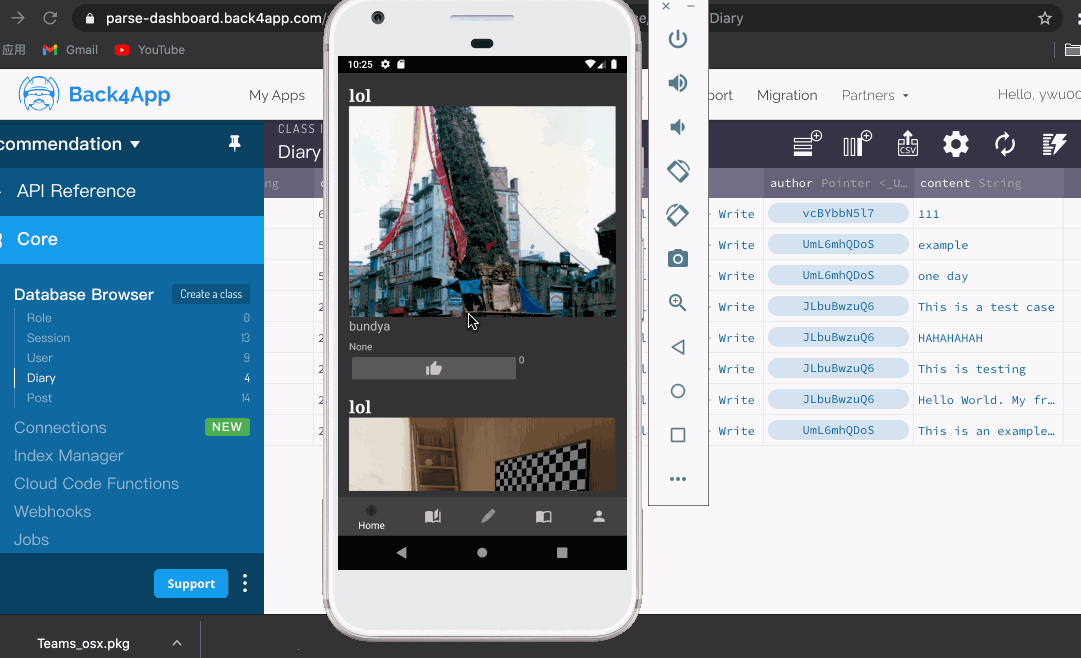 parse-dashboard.back4app.com/
Diary
应用
Gmail
YouTube
Back4App
My Apps
port
Migration
Partners
Hello, ywu00
commendation
API Reference
Core
Database Browser
Create a class
Role 0
Session 13
User 9
Diary 4
Post 14
Connections
NEW
Index Manager
Cloud Code Functions
Webhooks
Jobs
Support
CLASS
Diary
ng
CSV
author Pointer <_U…
content String
Write vcBYbbN5l7 111
Write UmL6mhQDoS example
Write UmL6mhQDoS one day
Write JLbuBwzuQ6 This is a test case
Write JLbuBwzuQ6 HAHAHAHAH
Write JLbuBwzuQ6 This is testing
Write JLbuBwzuQ6 Hello World. My fr…
Write UmL6mhQDoS This is an example…
10:25
lol
bundya
None
0
lol
Home
Teams_osx.pkg